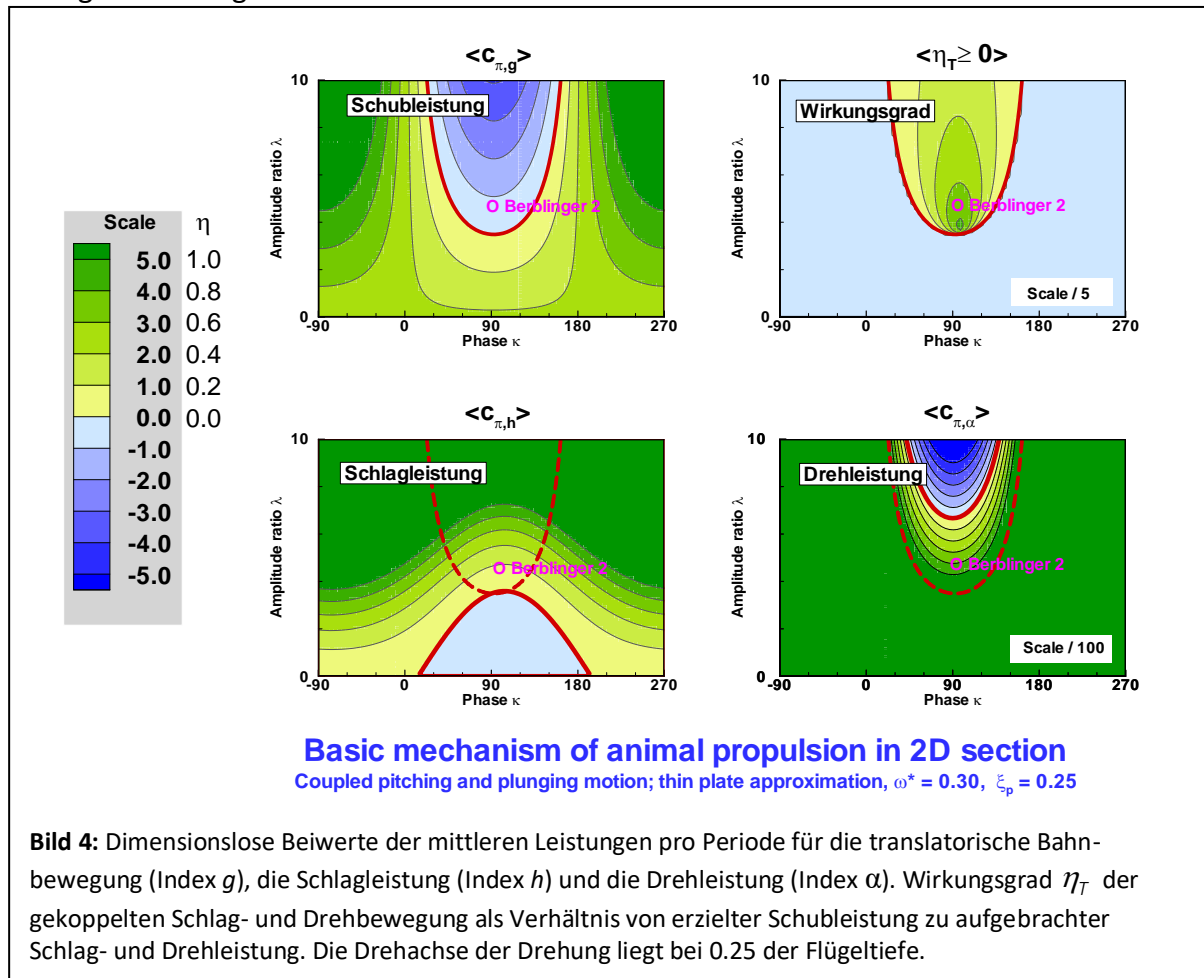 <c_π,g>
<η_T ≥ 0>
10
Schubleistung
Amplitude ratio λ
O Berblinger 2
0
-90 0 90 180 270
Phase κ
10
Wirkungsgrad
Amplitude ratio λ
O Berblinger 2
Scale / 5
0
-90 0 90 180 270
Phase κ
Scale η
5.0 1.0
4.0 0.8
3.0 0.6
2.0 0.4
1.0 0.2
0.0 0.0
-1.0
-2.0
-3.0
-4.0
-5.0
<c_π,h>
<c_π,α>
10
Schlagleistung
Amplitude ratio λ
O Berblinger 2
0
-90 0 90 180 270
Phase κ
10
Drehleistung
Amplitude ratio λ
O Berblinger 2
Scale / 100
0
-90 0 90 180 270
Phase κ
Basic mechanism of animal propulsion in 2D section
Coupled pitching and plunging motion; thin plate approximation, ω* = 0.30, ξ_p = 0.25
Bild 4: Dimensionslose Beiwerte der mittleren Leistungen pro Periode für die translatorische Bahn-
bewegung (Index g), die Schlagleistung (Index h) und die Drehleistung (Index α). Wirkungsgrad η_T der
gekoppelten Schlag- und Drehbewegung als Verhältnis von erzielter Schubleistung zu aufgebrachter
Schlag- und Drehleistung. Die Drehachse der Drehung liegt bei 0.25 der Flügeltiefe.